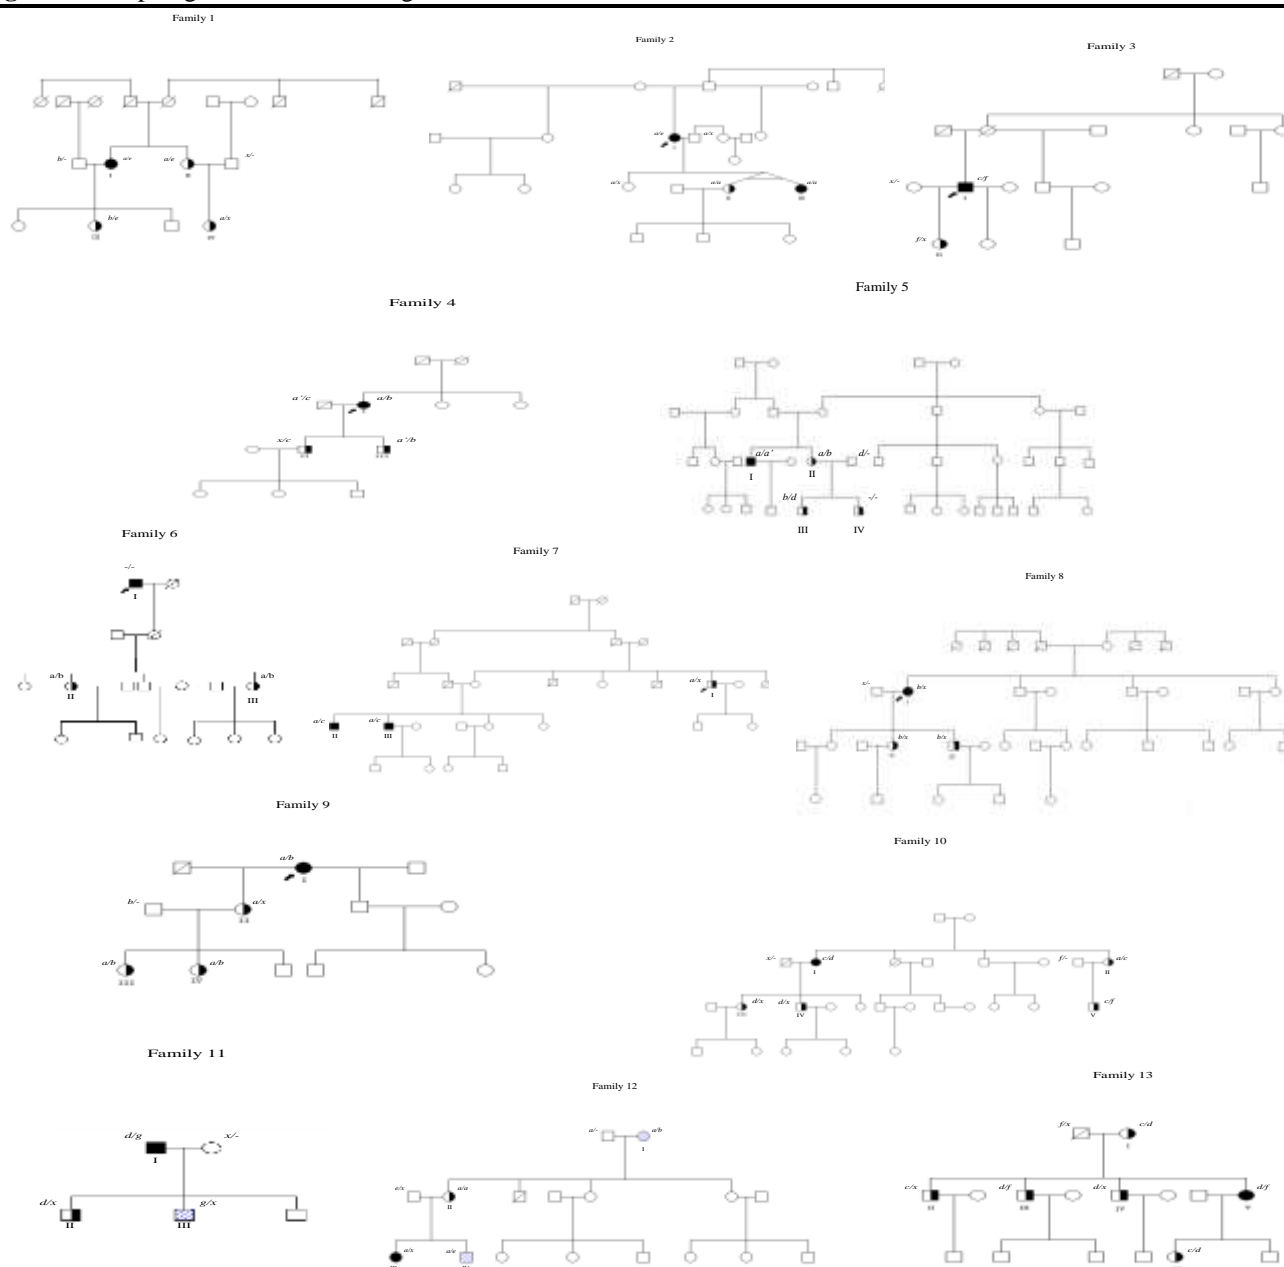 Family 1
Family 2
Family 3
a/e
a/x
c/f
b/-
a/e
a/e
x/-
I
II
a/x
a/a
a/a
II
III
x/-
I
b/e
a/x
III
IV
f/x
II
Family 4
Family 5
a'/c
a/b
x/c
a'/b
a/a'
a/b
d/-
I
II
b/d
-/-
III
IV
Family 6
Family 7
Family 8
-/-
I
a/b
a/b
II
III
a/x
I
a/c
a/c
II
III
x/-
b/x
b/x
b/x
Family 9
Family 10
a/b
I
b/-
a/x
II
a/b
a/b
III
IV
x/-
c/d
f/-
a/c
I
II
d/x
d/x
c/f
III
IV
V
Family 11
Family 12
Family 13
d/g
x/-
I
d/x
g/x
II
III
a/-
a/b
I
e/x
a/a
II
a/x
a/e
f/x
c/d
I
c/x
d/f
d/x
d/f
II
III
IV
V
c/d